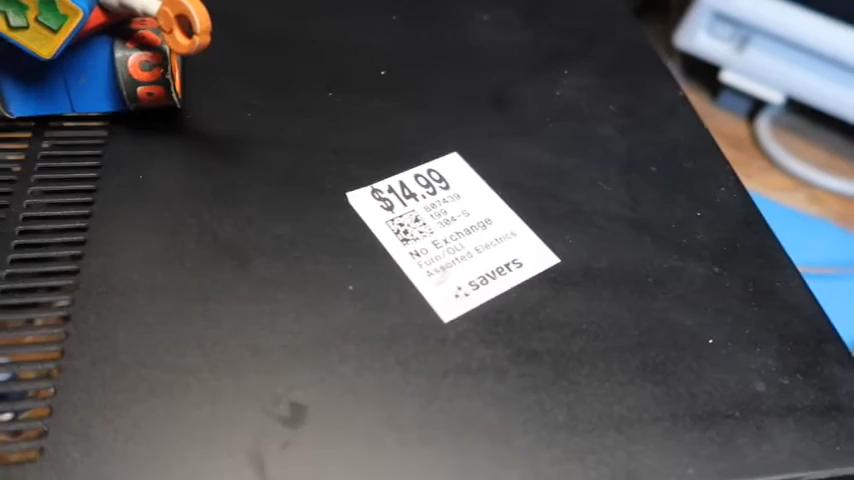 $14.99
807439
199
304-S
No Exchange
Furn/OLI
Assorted Electrics
savers